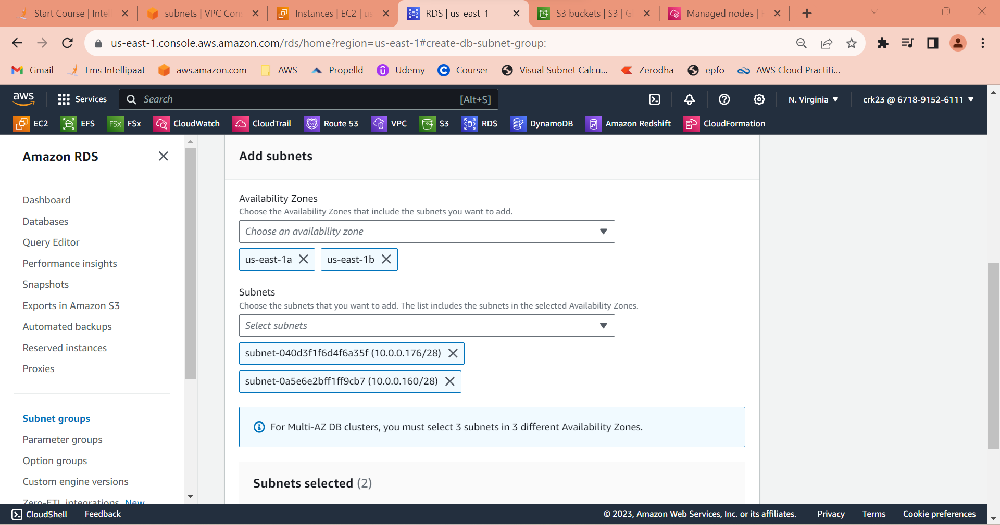 Start Course | Intel
subnets | VPC Cons
Instances | EC2 | us
RDS | us-east-1
S3 buckets | S3 | Gl
Managed nodes |
us-east-1.console.aws.amazon.com/rds/home?region=us-east-1#create-db-subnet-group:
Gmail
Lms Intellipaat
aws.amazon.com
AWS
Propelld
Udemy
Courser
Visual Subnet Calcu...
Zerodha
epfo
AWS Cloud Practiti...
aws
Services
Search
[Alt+S]
N. Virginia
crk23 @ 6718-9152-6111
EC2
EFS
FSx
FSx
CloudWatch
CloudTrail
Route 53
VPC
S3
RDS
DynamoDB
Amazon Redshift
CloudFormation
Amazon RDS
Dashboard
Databases
Query Editor
Performance insights
Snapshots
Exports in Amazon S3
Automated backups
Reserved instances
Proxies
Subnet groups
Parameter groups
Option groups
Custom engine versions
Zero-ETL integrations New
Add subnets
Availability Zones
Choose the Availability Zones that include the subnets you want to add.
Choose an availability zone
us-east-1a
us-east-1b
Subnets
Choose the subnets that you want to add. The list includes the subnets in the selected Availability Zones.
Select subnets
subnet-040d3f1f6d4f6a35f (10.0.0.176/28)
subnet-0a5e6e2bff1ff9cb7 (10.0.0.160/28)
For Multi-AZ DB clusters, you must select 3 subnets in 3 different Availability Zones.
Subnets selected (2)
CloudShell
Feedback
© 2023, Amazon Web Services, Inc. or its affiliates.
Privacy
Terms
Cookie preferences